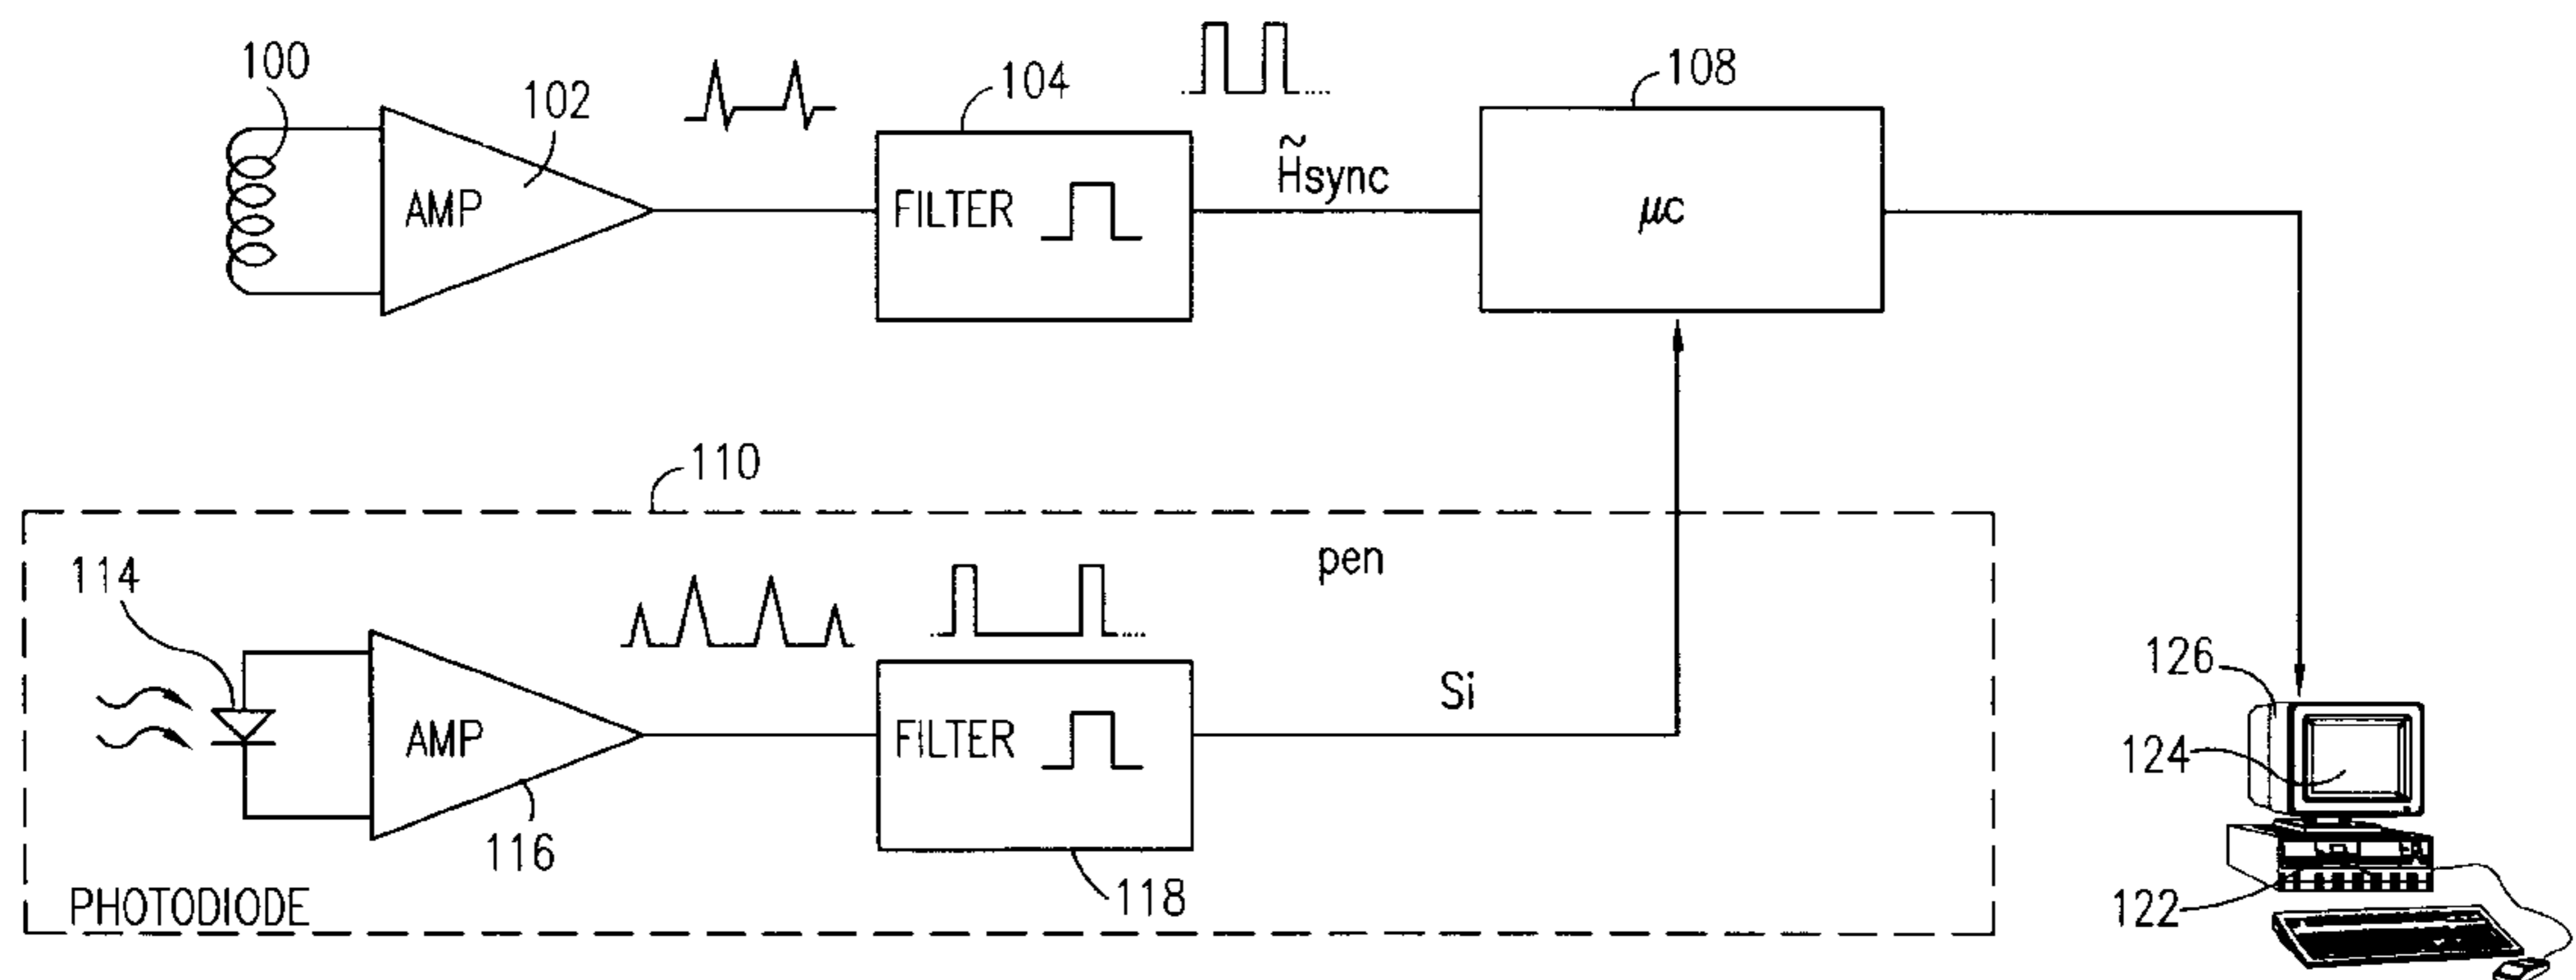 100
102
104
108
AMP
FILTER
H̃sync
μc
110
pen
114
126
Si
AMP
FILTER
124
116
118
122
PHOTODIODE